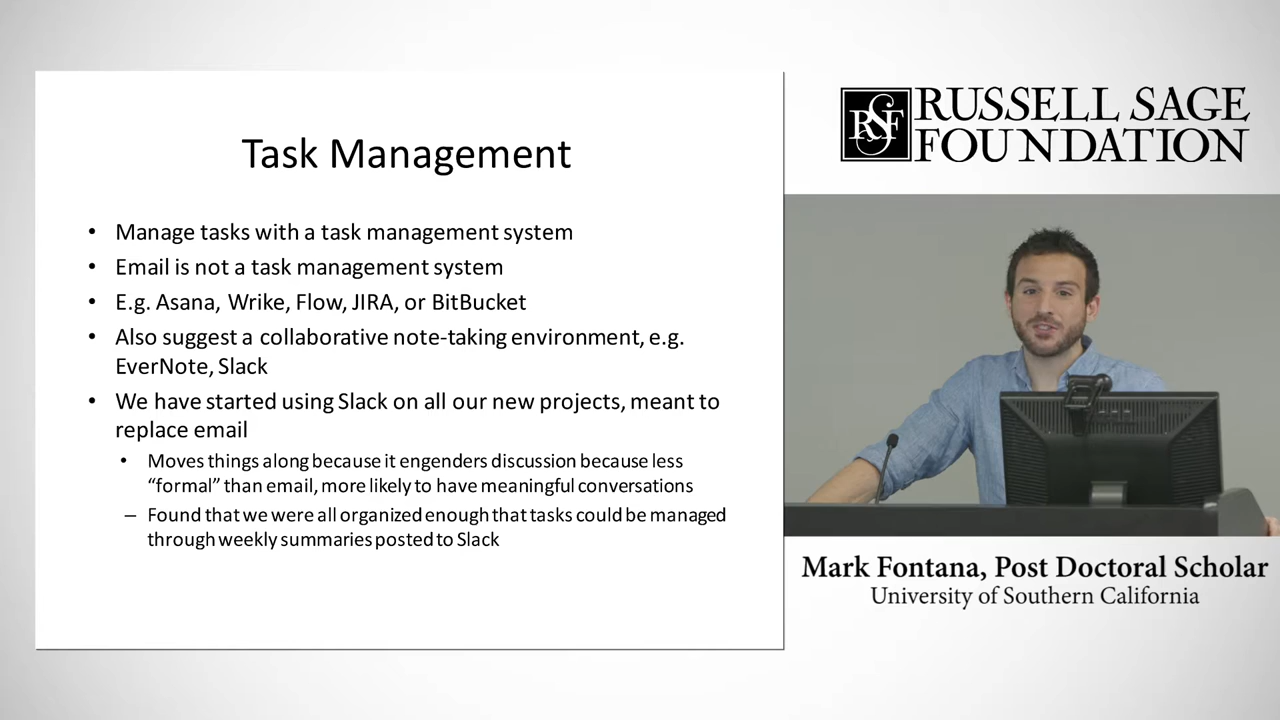 Task Management
• Manage tasks with a task management system
• Email is not a task management system
• E.g. Asana, Wrike, Flow, JIRA, or BitBucket
• Also suggest a collaborative note-taking environment, e.g.
EverNote, Slack
• We have started using Slack on all our new projects, meant to
replace email
• Moves things along because it engenders discussion because less
“formal” than email, more likely to have meaningful conversations
– Found that we were all organized enough that tasks could be managed
through weekly summaries posted to Slack
RSF
RUSSELL SAGE
FOUNDATION
Mark Fontana, Post Doctoral Scholar
University of Southern California